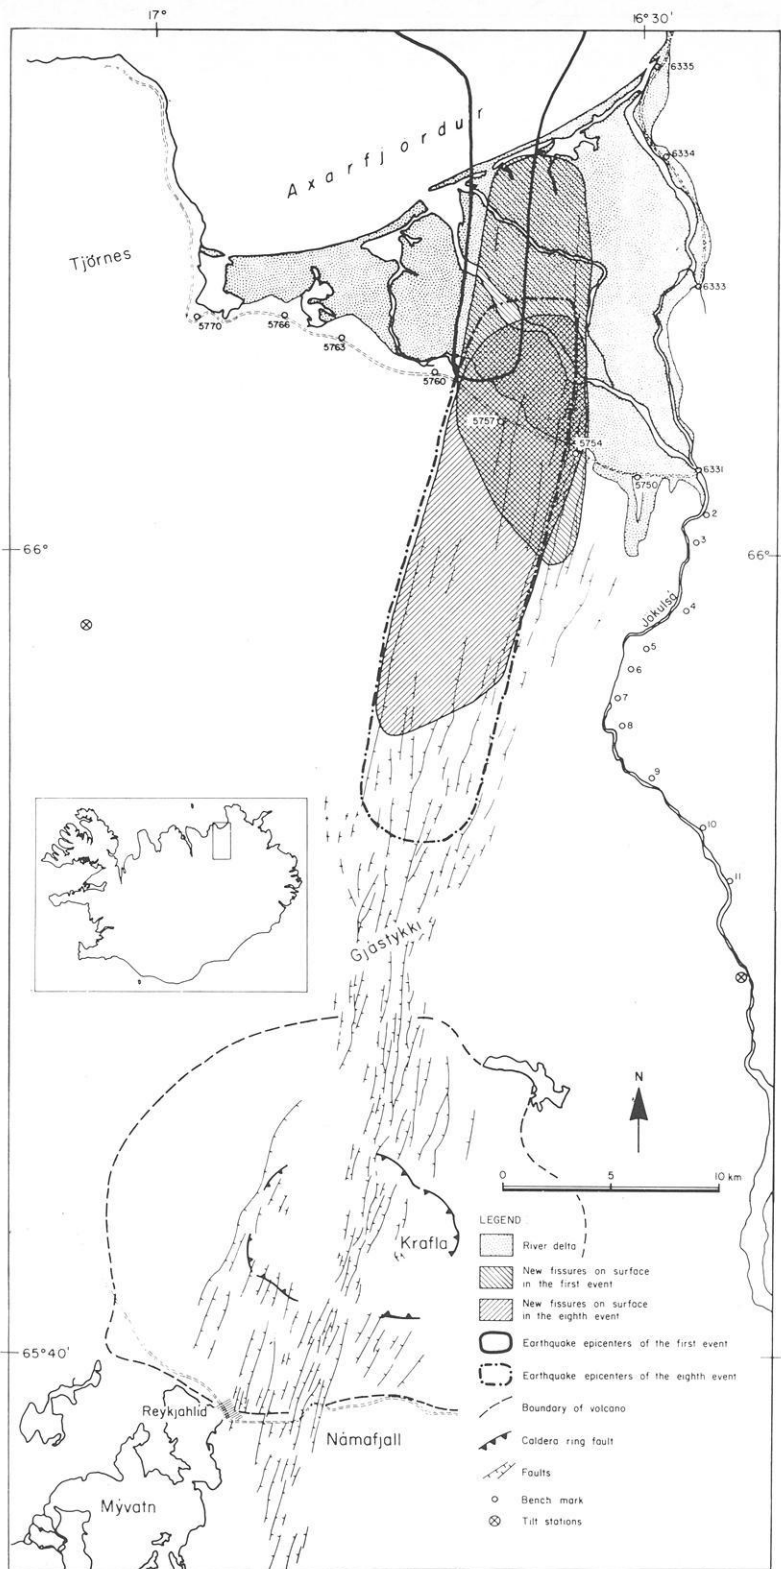 17°
16° 30'
6335
Axarfjördur
6334
Tjörnes
6333
5770
5766
5763
5760
5757
5754
6331
5750
2
3
66°
66°
4
Jökulsá
5
6
7
8
9
10
11
Gjástykki
N
0 5 10 km
LEGEND
River delta
New fissures on surface
in the first event
New fissures on surface
in the eighth event
Earthquake epicenters of the first event
Earthquake epicenters of the eighth event
Boundary of volcano
Caldera ring fault
Faults
Bench mark
Tilt stations
Krafla
65°40'
Reykjahlid
Námafjall
Mývatn